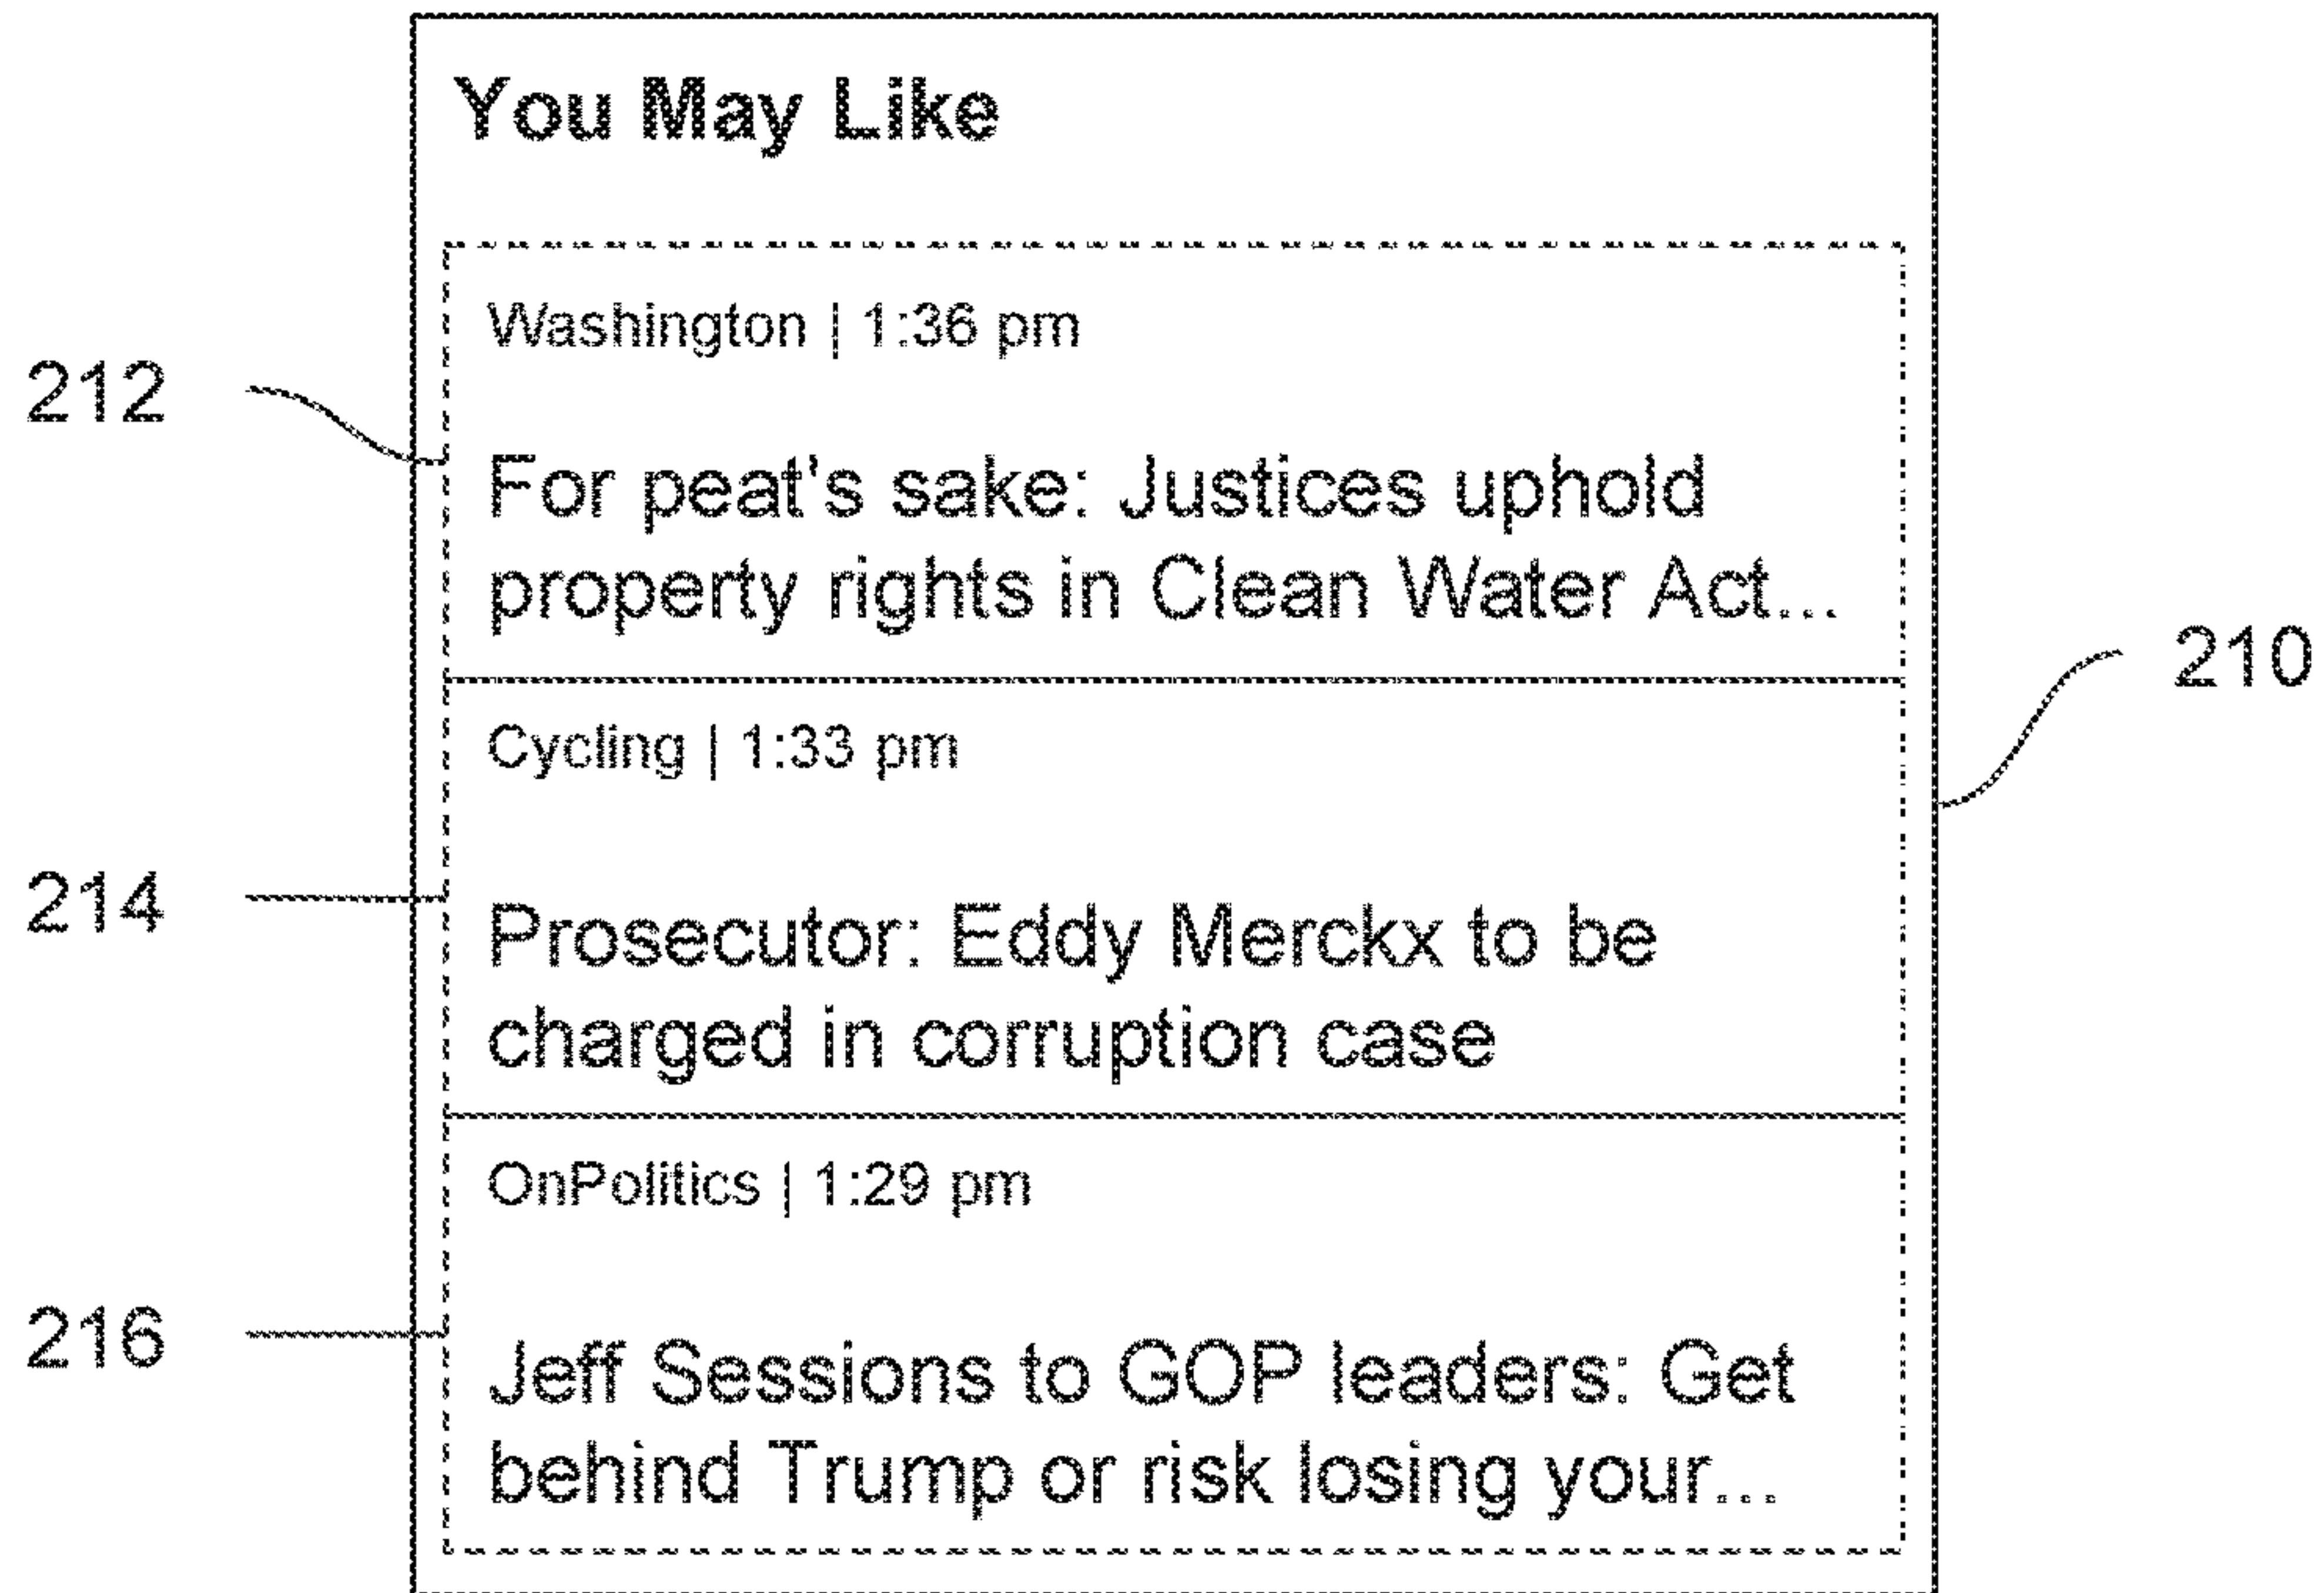 You May Like
Washington | 1:36 pm
212
For peat's sake: Justices uphold
property rights in Clean Water Act...
210
Cycling | 1:33 pm
214
Prosecutor: Eddy Merckx to be
charged in corruption case
OnPolitics | 1:29 pm
216
Jeff Sessions to GOP leaders: Get
behind Trump or risk losing your...